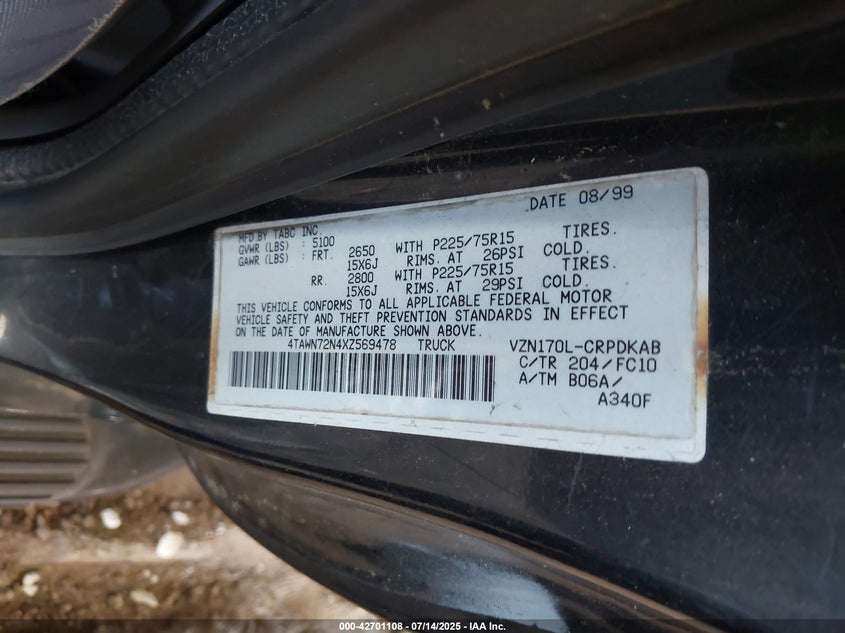 DATE 08/99
MFD BY TABC INC.
GVWR (LBS) : 5100 WITH P225/75R15 TIRES.
GAWR (LBS) : FRT. 2650 15X6J RIMS. AT 26PSI COLD.
RR. 2800 WITH P225/75R15 TIRES.
15X6J RIMS. AT 29PSI COLD.
THIS VEHICLE CONFORMS TO ALL APPLICABLE FEDERAL MOTOR
VEHICLE SAFETY AND THEFT PREVENTION STANDARDS IN EFFECT
ON THE DATE OF MANUFACTURE SHOWN ABOVE.
4TAWN72N4XZ569478 TRUCK VZN170L-CRPDKAB
C/TR 204/FC10
A/TM B06A/
A340F
000-42701108 - 07/14/2025 - IAA Inc.